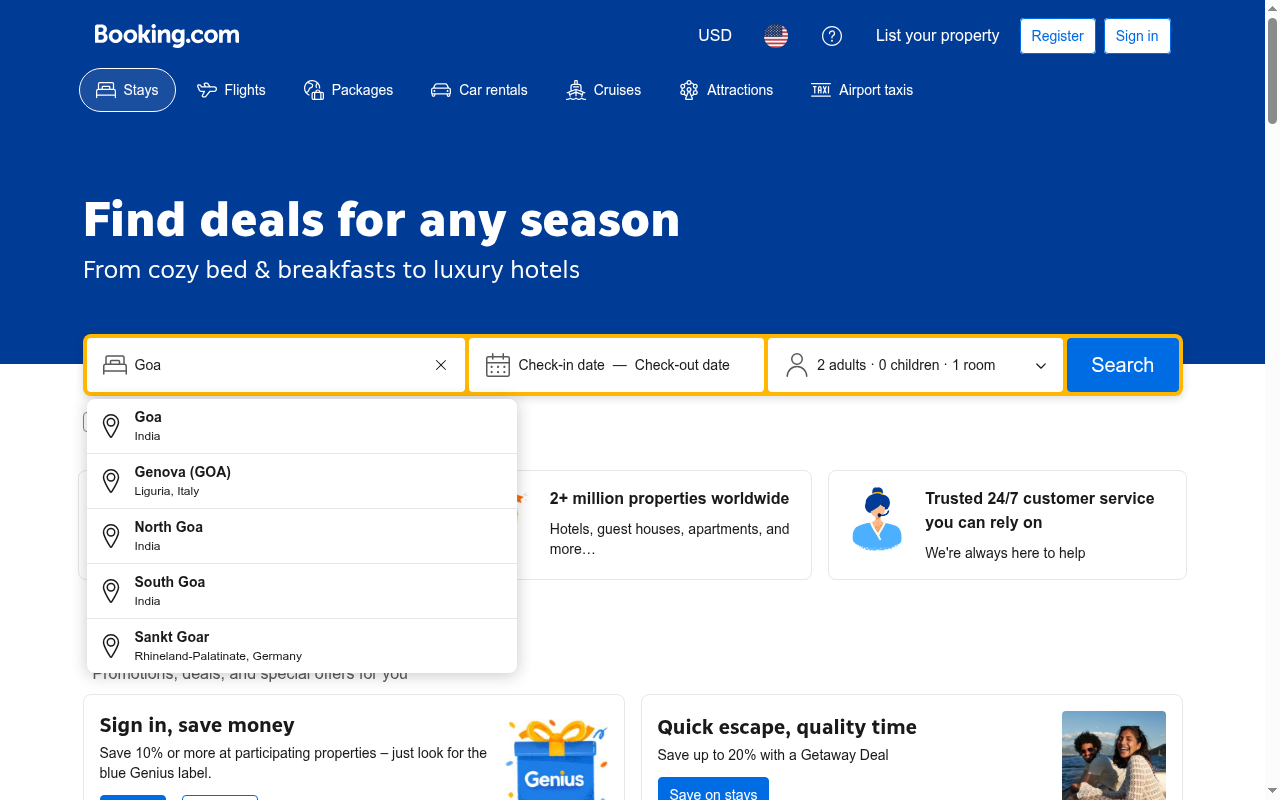 Booking.com
USD
List your property
Register
Sign in
Stays
Flights
Packages
Car rentals
Cruises
Attractions
TAXI
Airport taxis
Find deals for any season
From cozy bed & breakfasts to luxury hotels
Goa
Check-in date — Check-out date
2 adults · 0 children · 1 room
Search
Goa
India
Genova (GOA)
Liguria, Italy
North Goa
India
South Goa
India
Sankt Goar
Rhineland-Palatinate, Germany
2+ million properties worldwide
Hotels, guest houses, apartments, and
more…
Trusted 24/7 customer service
you can rely on
We're always here to help
Promotions, deals, and special offers for you
Sign in, save money
Save 10% or more at participating properties – just look for the
blue Genius label.
Genius
Quick escape, quality time
Save up to 20% with a Getaway Deal
Save on stays